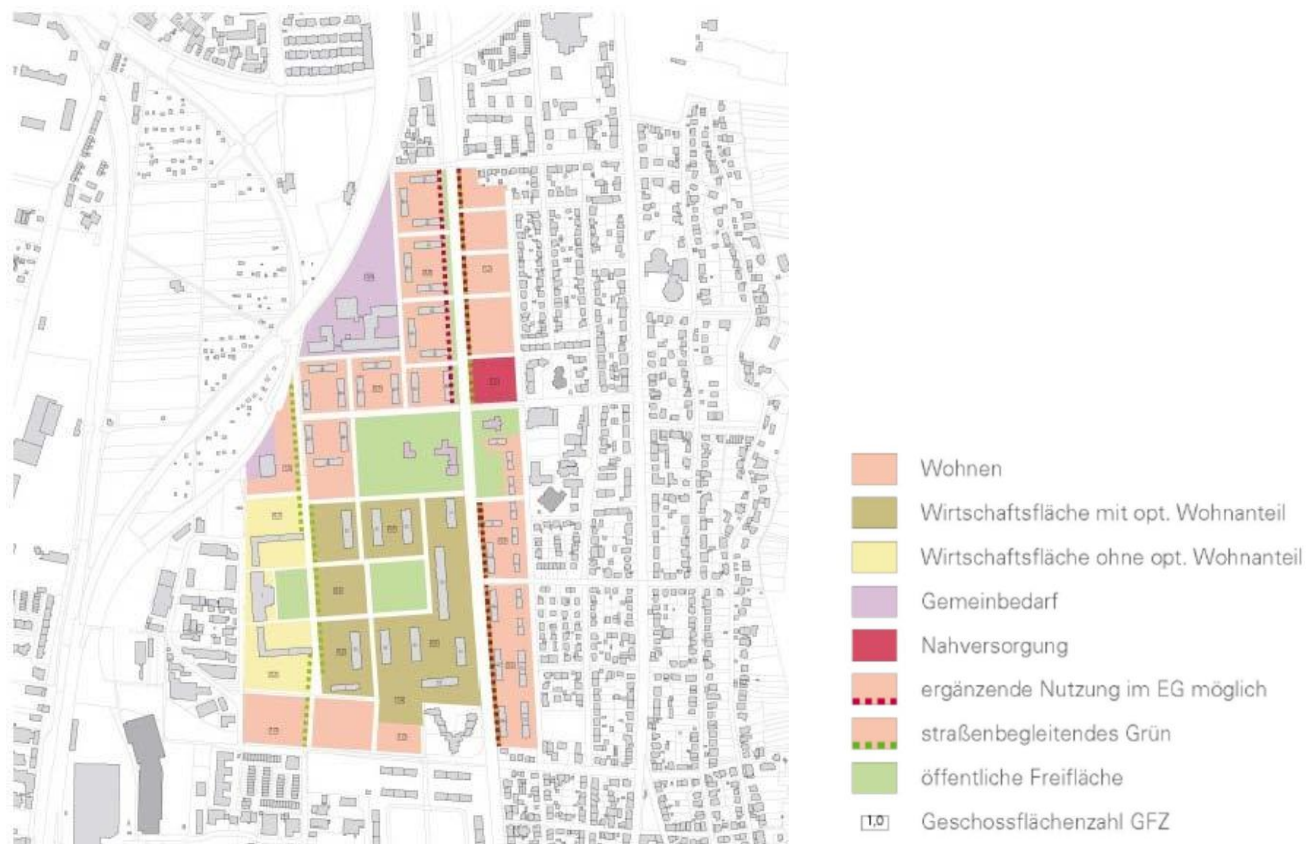 Wohnen
Wirtschaftsfläche mit opt. Wohnanteil
Wirtschaftsfläche ohne opt. Wohnanteil
Gemeinbedarf
Nahversorgung
ergänzende Nutzung im EG möglich
straßenbegleitendes Grün
öffentliche Freifläche
1,0 Geschossflächenzahl GFZ